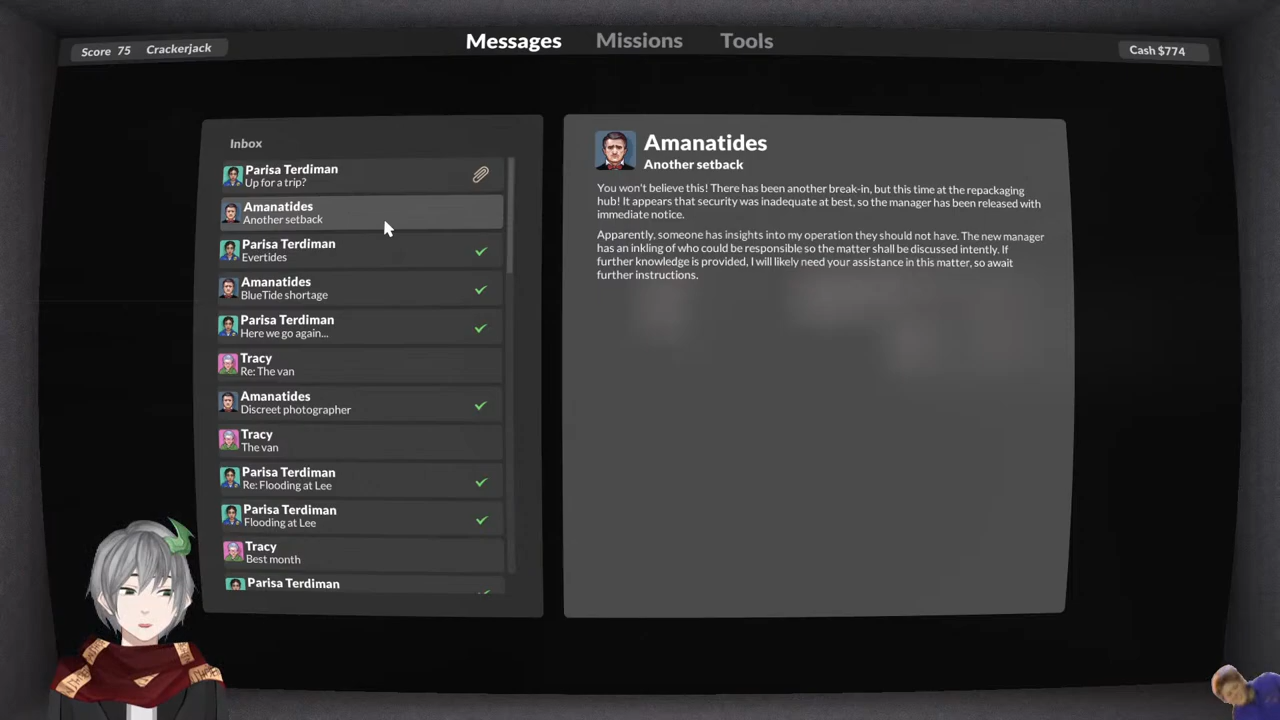 Score 75 Crackerjack
Messages Missions Tools
Cash $774
Inbox
Parisa Terdiman
Up for a trip?
Amanatides
Another setback
Parisa Terdiman
Evertides
Amanatides
BlueTide shortage
Parisa Terdiman
Here we go again...
Tracy
Re: The van
Amanatides
Discreet photographer
Tracy
The van
Parisa Terdiman
Re: Flooding at Lee
Parisa Terdiman
Flooding at Lee
Tracy
Best month
Parisa Terdiman
Amanatides
Another setback
You won't believe this! There has been another break-in, but this time at the repackaging
hub! It appears that security was inadequate at best, so the manager has been released with
immediate notice.
Apparently, someone has insights into my operation they should not have. The new manager
has an inkling of who could be responsible so the matter shall be discussed intently. If
further knowledge is provided, I will likely need your assistance in this matter, so await
further instructions.